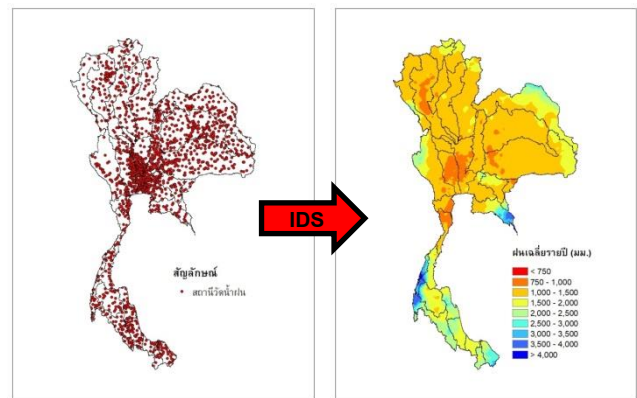 สัญลักษณ์
สถานีวัดน้ำฝน
IDS
ฝนเฉลี่ยรายปี (มม.)
< 750
750 - 1,000
1,000 - 1,500
1,500 - 2,000
2,000 - 2,500
2,500 - 3,000
3,000 - 3,500
3,500 - 4,000
> 4,000